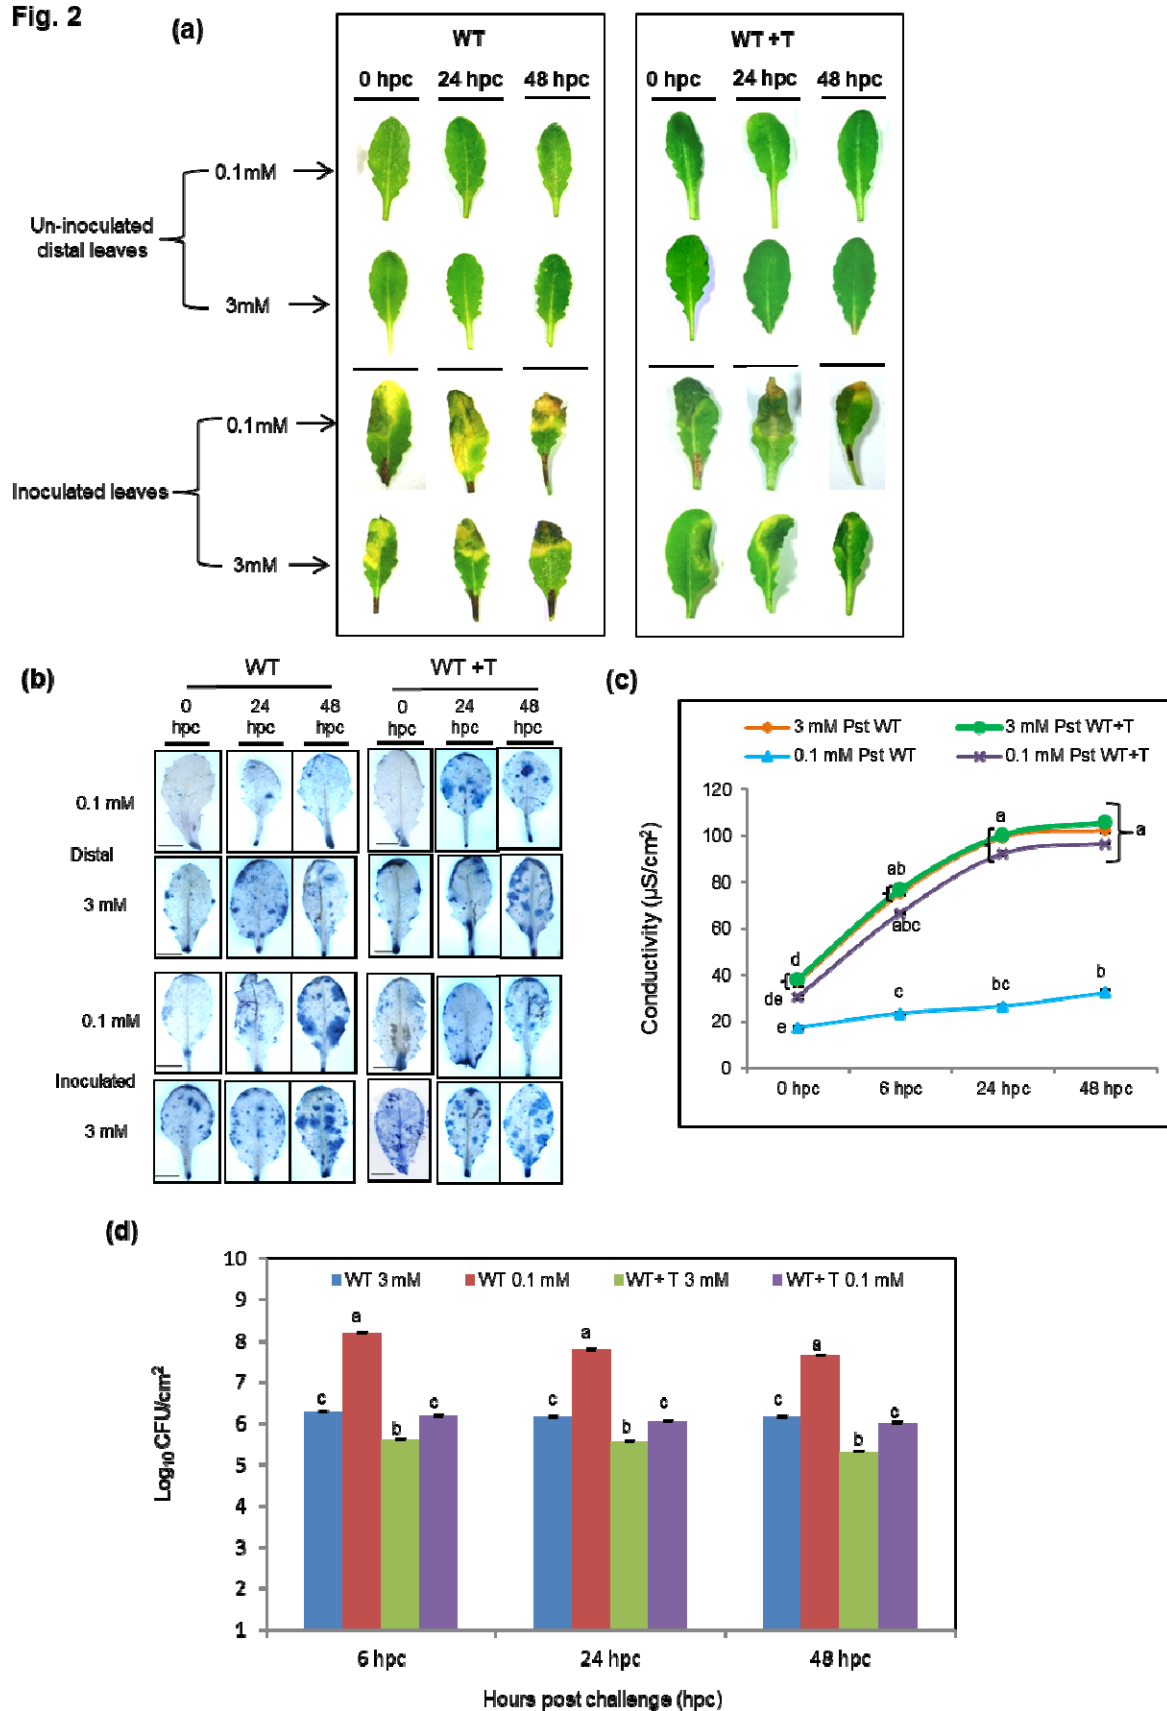 Fig. 2
(a)
WT
WT +T
0 hpc 24 hpc 48 hpc
0 hpc 24 hpc 48 hpc
0.1mM
Un-inoculated
distal leaves
3mM
0.1mM
Inoculated leaves
3mM
(b)
WT
WT +T
0
hpc
24
hpc
48
hpc
0
hpc
24
hpc
48
hpc
0.1 mM
Distal
3 mM
0.1 mM
Inoculated
3 mM
(c)
3 mM Pst WT
3 mM Pst WT+T
0.1 mM Pst WT
0.1 mM Pst WT+T
Conductivity (µS/cm²)
120
100
80
60
40
20
0
d
de
e
ab
abc
c
a
bc
a
b
0 hpc 6 hpc 24 hpc 48 hpc
(d)
WT 3 mM WT 0.1 mM WT+ T 3 mM WT+ T 0.1 mM
Log₁₀ CFU/cm²
10
9
8
7
6
5
4
3
2
1
c a b c
c a b c
c a b c
6 hpc 24 hpc 48 hpc
Hours post challenge (hpc)